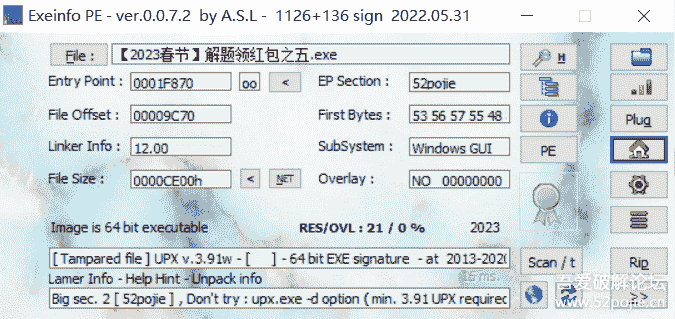 Exeinfo PE - ver.0.0.7.2 by A.S.L - 1126+136 sign 2022.05.31
File : 【2023春节】解题领红包之五.exe H
Entry Point : 0001F870 oo < EP Section : 52pojie
File Offset : 00009C70 First Bytes : 53 56 57 55 48 Plug
Linker Info : 12.00 SubSystem : Windows GUI PE
File Size : 0000CE00h < NET Overlay : NO 00000000
Image is 64 bit executable RES/OVL : 21 / 0 % 2023
[ Tampared file ] UPX v.3.91w - [ ] - 64 bit EXE signature - at 2013-202 Scan / t Rip
Lamer Info - Help Hint - Unpack info 16 ms.
Big sec. 2 [ 52pojie ] , Don't try : upx.exe -d option ( min. 3.91 UPX required >>
吾爱破解论坛
www.52pojie.cn